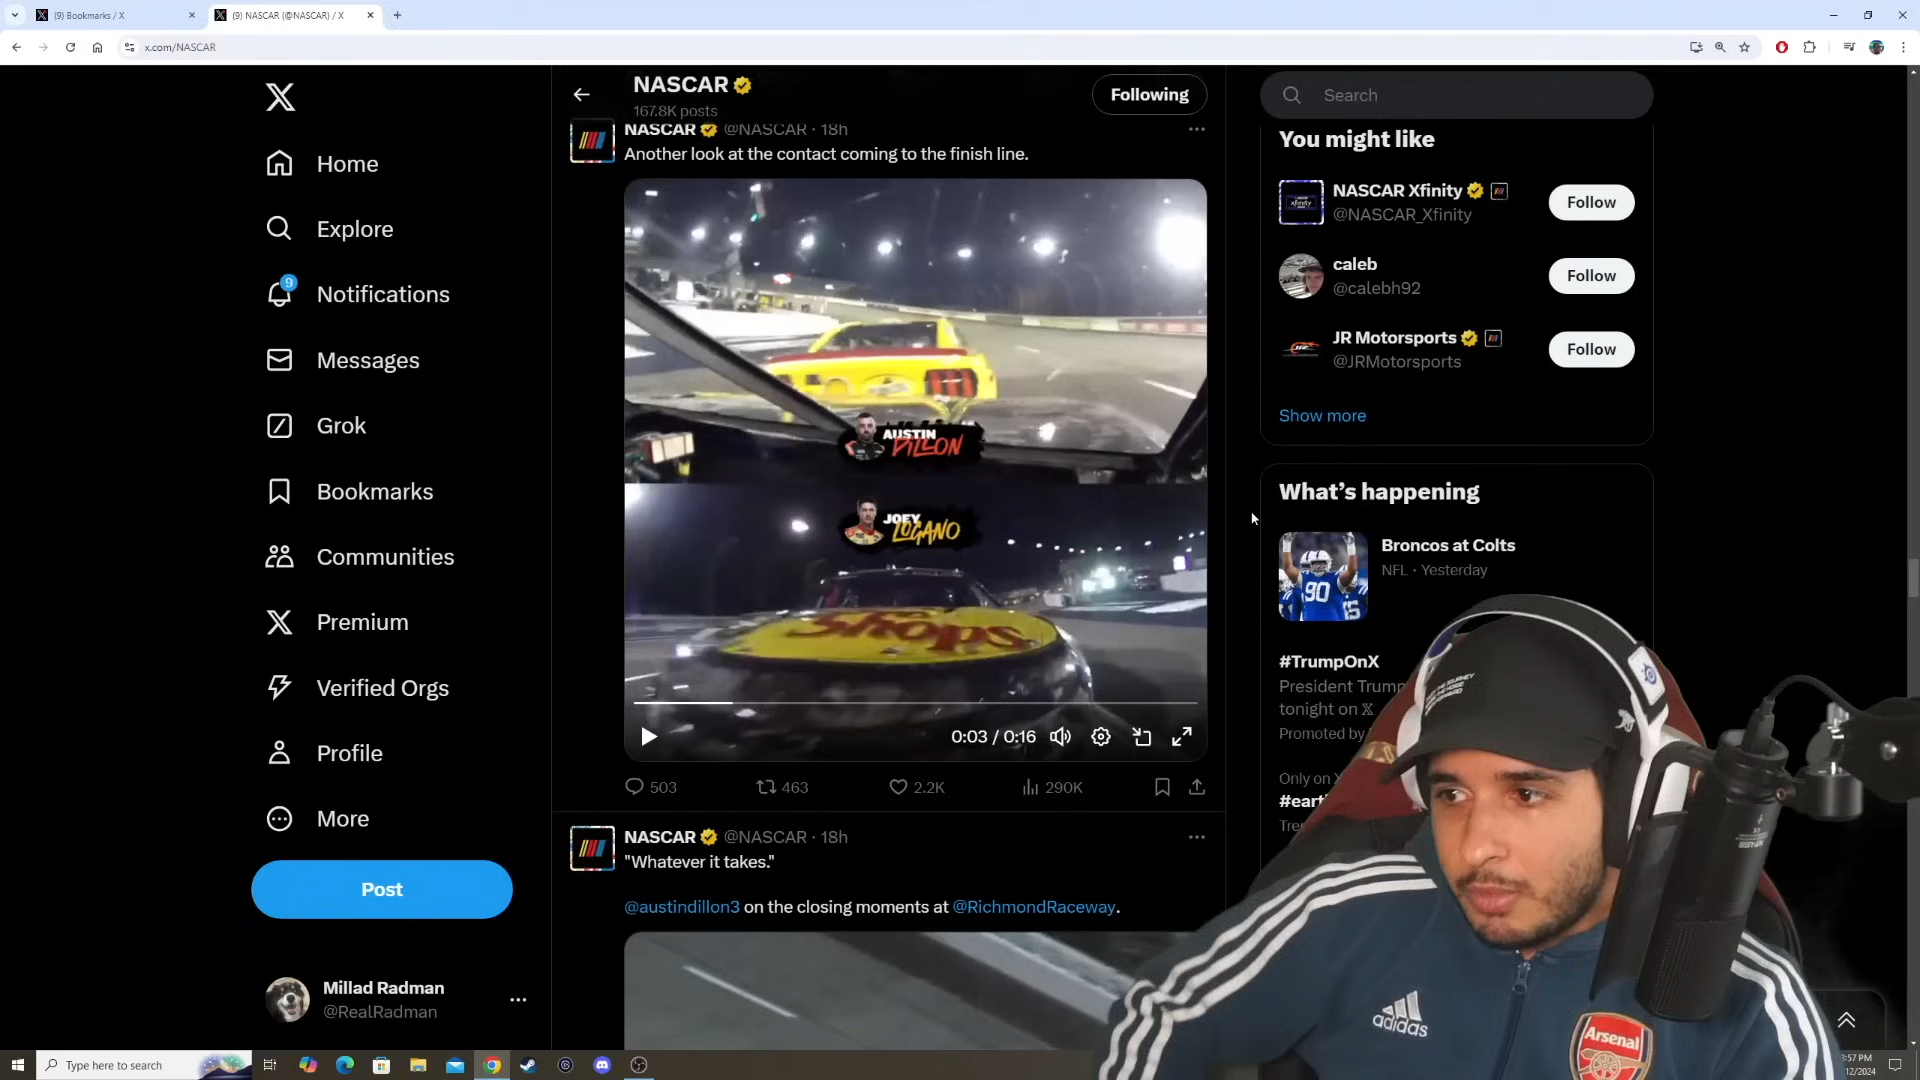 (9) Bookmarks / X
(9) NASCAR (@NASCAR) / X
x.com/NASCAR
Home
Explore
9
Notifications
Messages
Grok
Bookmarks
Communities
Premium
Verified Orgs
Profile
More
Post
Millad Radman
@RealRadman
NASCAR
167.8K posts
Following
NASCAR @NASCAR · 18h
Another look at the contact coming to the finish line.
AUSTIN
DILLON
JOEY
LOGANO
Shops
0:03 / 0:16
503
463
2.2K
290K
NASCAR @NASCAR · 18h
"Whatever it takes."
@austindillon3 on the closing moments at @RichmondRaceway.
Search
You might like
NASCAR Xfinity
@NASCAR_Xfinity
Follow
caleb
@calebh92
Follow
JR Motorsports
@JRMotorsports
Follow
Show more
What's happening
Broncos at Colts
NFL · Yesterday
90
#TrumpOnX
President Trump
tonight on X
Promoted by
Only on X
adidas
Arsenal
Type here to search